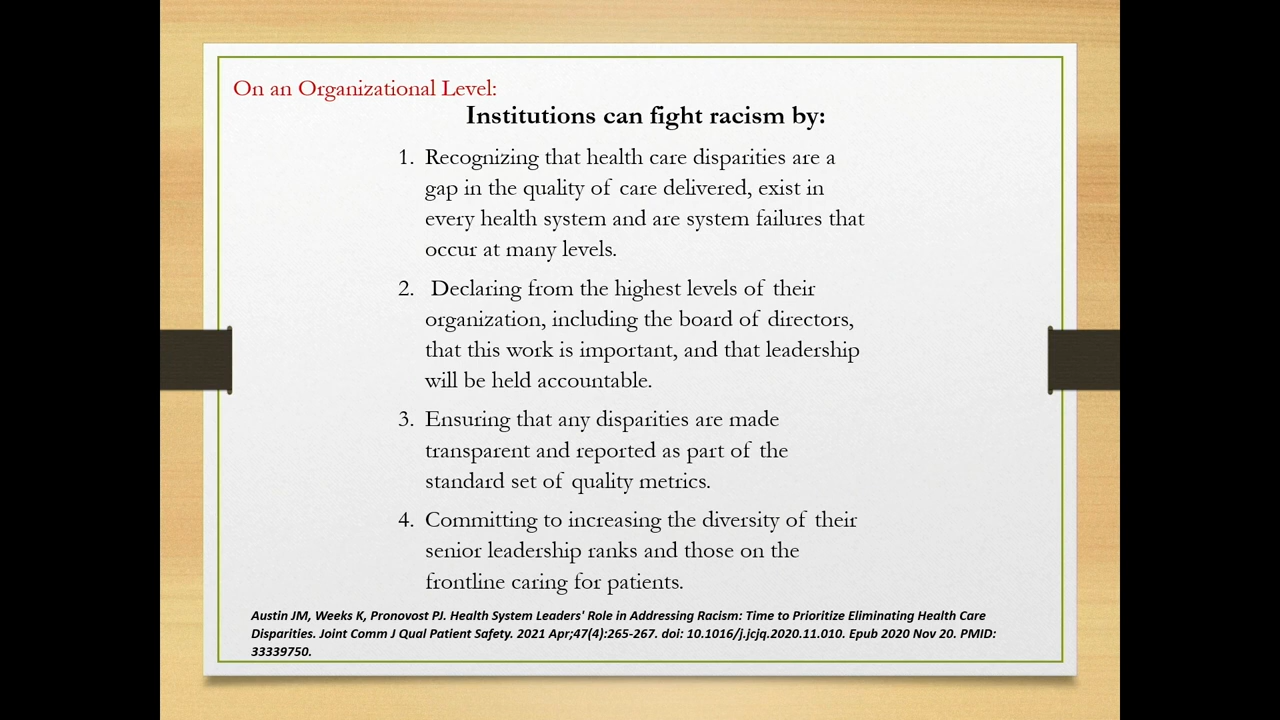 On an Organizational Level:
Institutions can fight racism by:
1. Recognizing that health care disparities are a
gap in the quality of care delivered, exist in
every health system and are system failures that
occur at many levels.
2. Declaring from the highest levels of their
organization, including the board of directors,
that this work is important, and that leadership
will be held accountable.
3. Ensuring that any disparities are made
transparent and reported as part of the
standard set of quality metrics.
4. Committing to increasing the diversity of their
senior leadership ranks and those on the
frontline caring for patients.
Austin JM, Weeks K, Pronovost PJ. Health System Leaders' Role in Addressing Racism: Time to Prioritize Eliminating Health Care
Disparities. Joint Comm J Qual Patient Safety. 2021 Apr;47(4):265-267. doi: 10.1016/j.jcjq.2020.11.010. Epub 2020 Nov 20. PMID:
33339750.